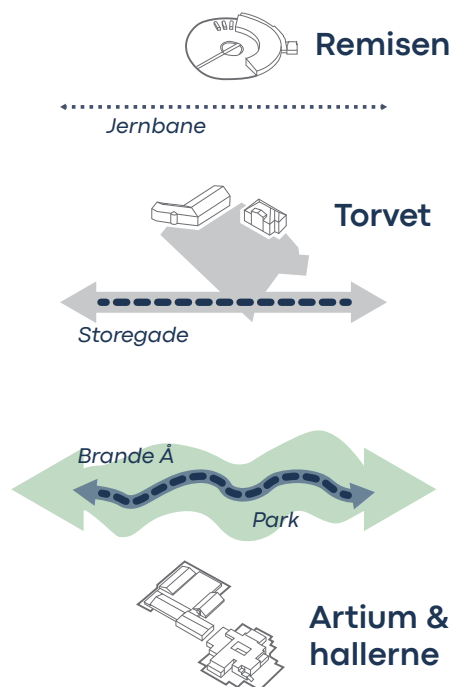 Remisen
Jernbane
Torvet
Storegade
Brande Å
Park
Artium &
hallerne